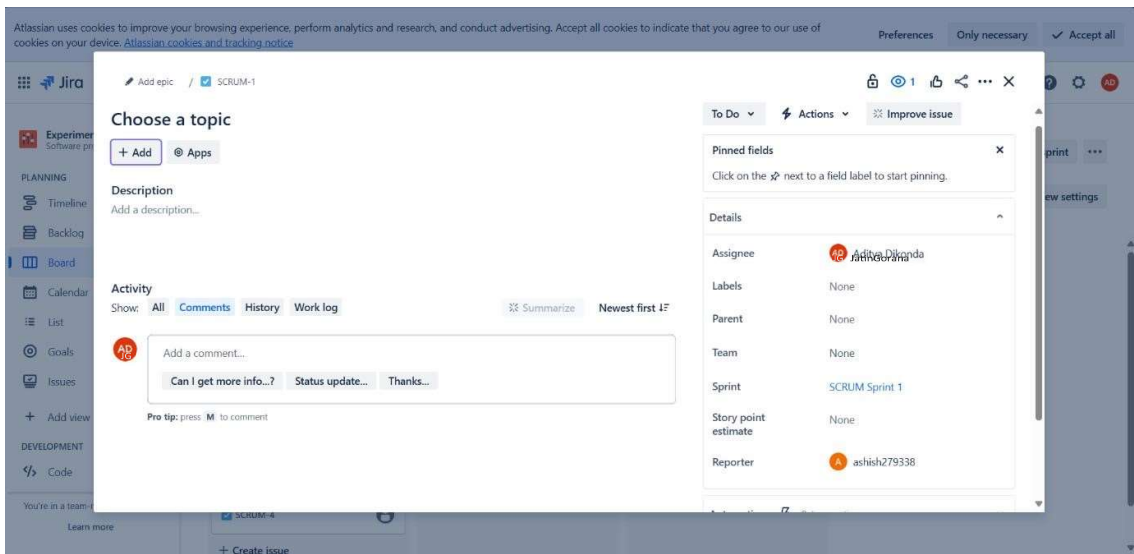 Atlassian uses cookies to improve your browsing experience, perform analytics and research, and conduct advertising. Accept all cookies to indicate that you agree to our use of
cookies on your device. Atlassian cookies and tracking notice
Preferences Only necessary Accept all
Jira
Add epic / SCRUM-1
1
AD
Choose a topic
To Do Actions Improve issue
+ Add Apps
Experimen
Software pr
Pinned fields
Click on the next to a field label to start pinning.
print
PLANNING
Timeline
Backlog
Board
Calendar
List
Goals
Issues
+ Add view
DEVELOPMENT
Code
You're in a team-
Learn more
ew settings
Description
Add a description...
Activity
Show: All Comments History Work log Summarize Newest first
AD
IG
Add a comment...
Can I get more info...? Status update... Thanks...
Pro tip: press M to comment
Details
Assignee Aditya Dikonda
JatinGorana
Labels None
Parent None
Team None
Sprint SCRUM Sprint 1
Story point estimate None
Reporter A ashish279338
SCRUM-4
+ Create issue